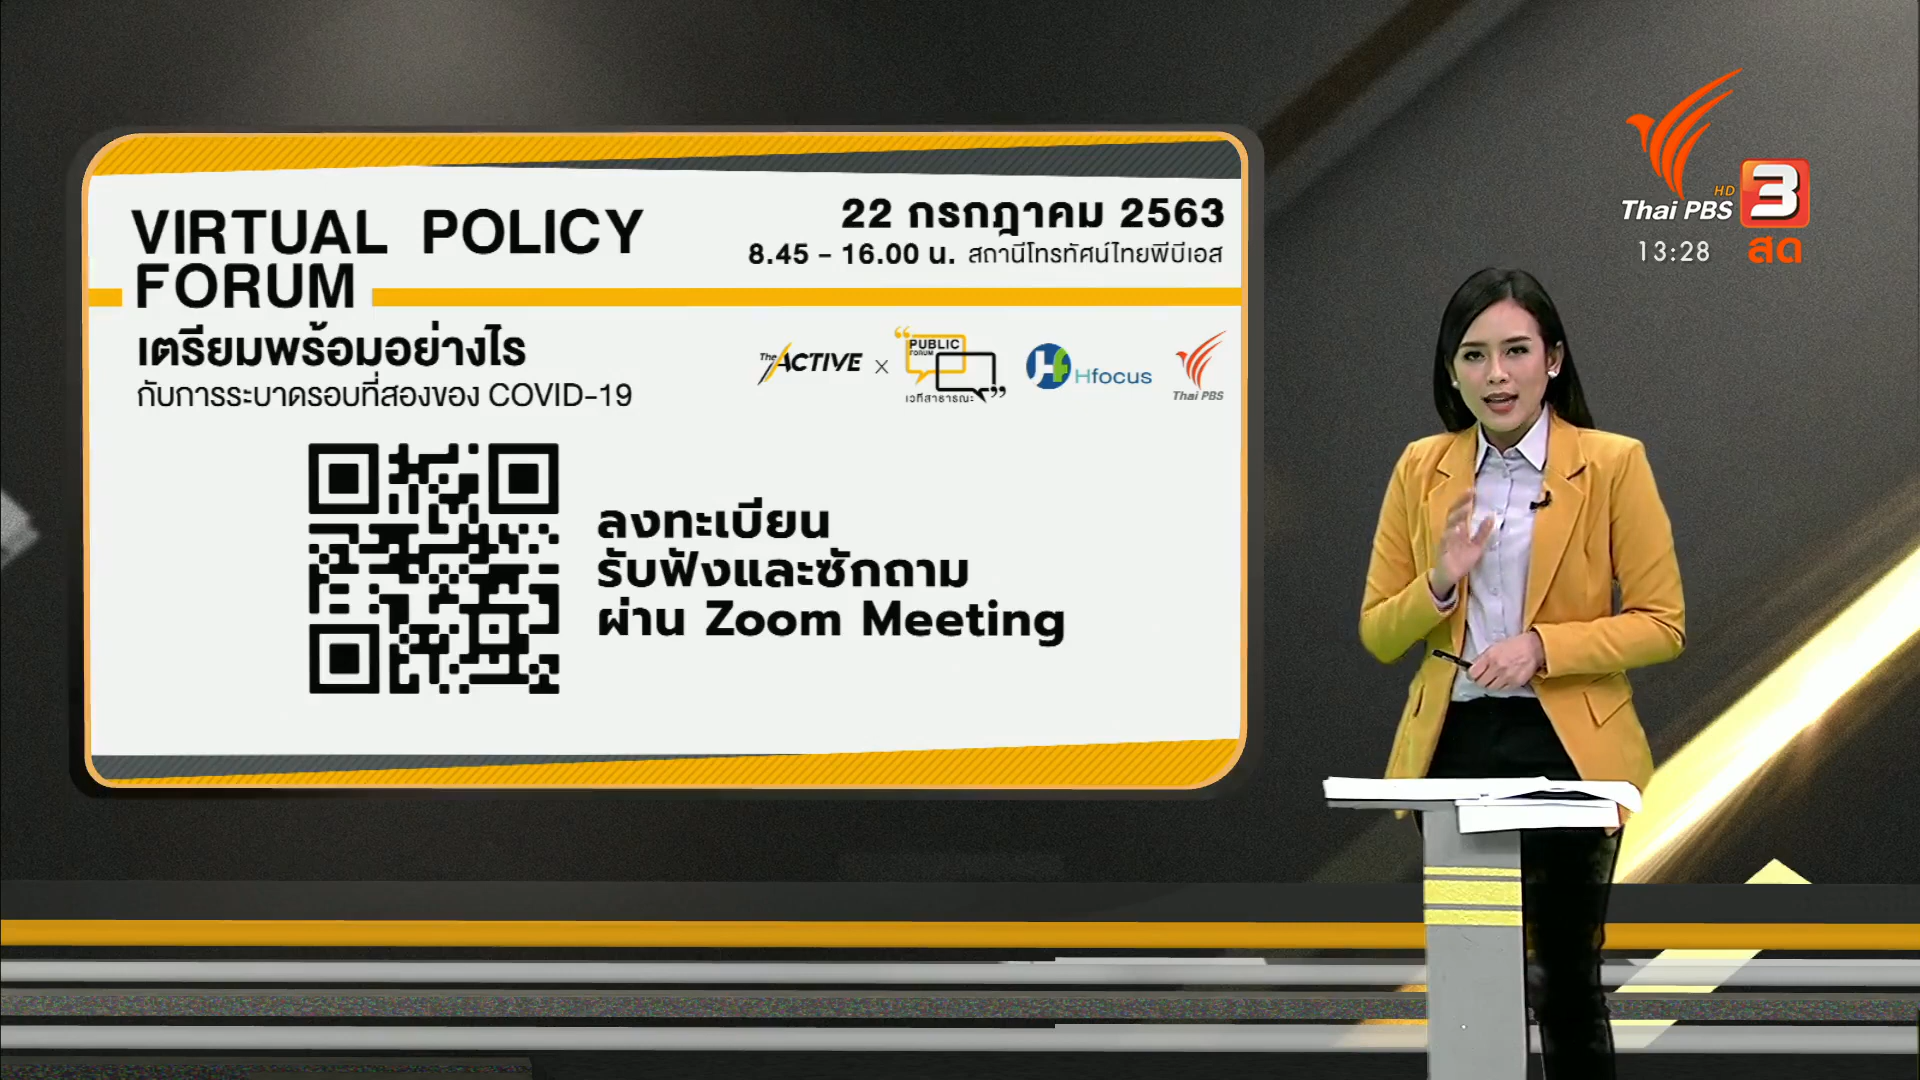 VIRTUAL POLICY
FORUM
22 กรกฎาคม 2563
8.45 - 16.00 น. สถานีโทรทัศน์ไทยพีบีเอส
เตรียมพร้อมอย่างไร
กับการระบาดรอบที่สองของ COVID-19
The ACTIVE × “PUBLIC FORUM เวทีสาธารณะ” Hf Hfocus Thai PBS
ลงทะเบียน
รับฟังและซักถาม
ผ่าน Zoom Meeting
Thai PBS HD 3
13:28 สด